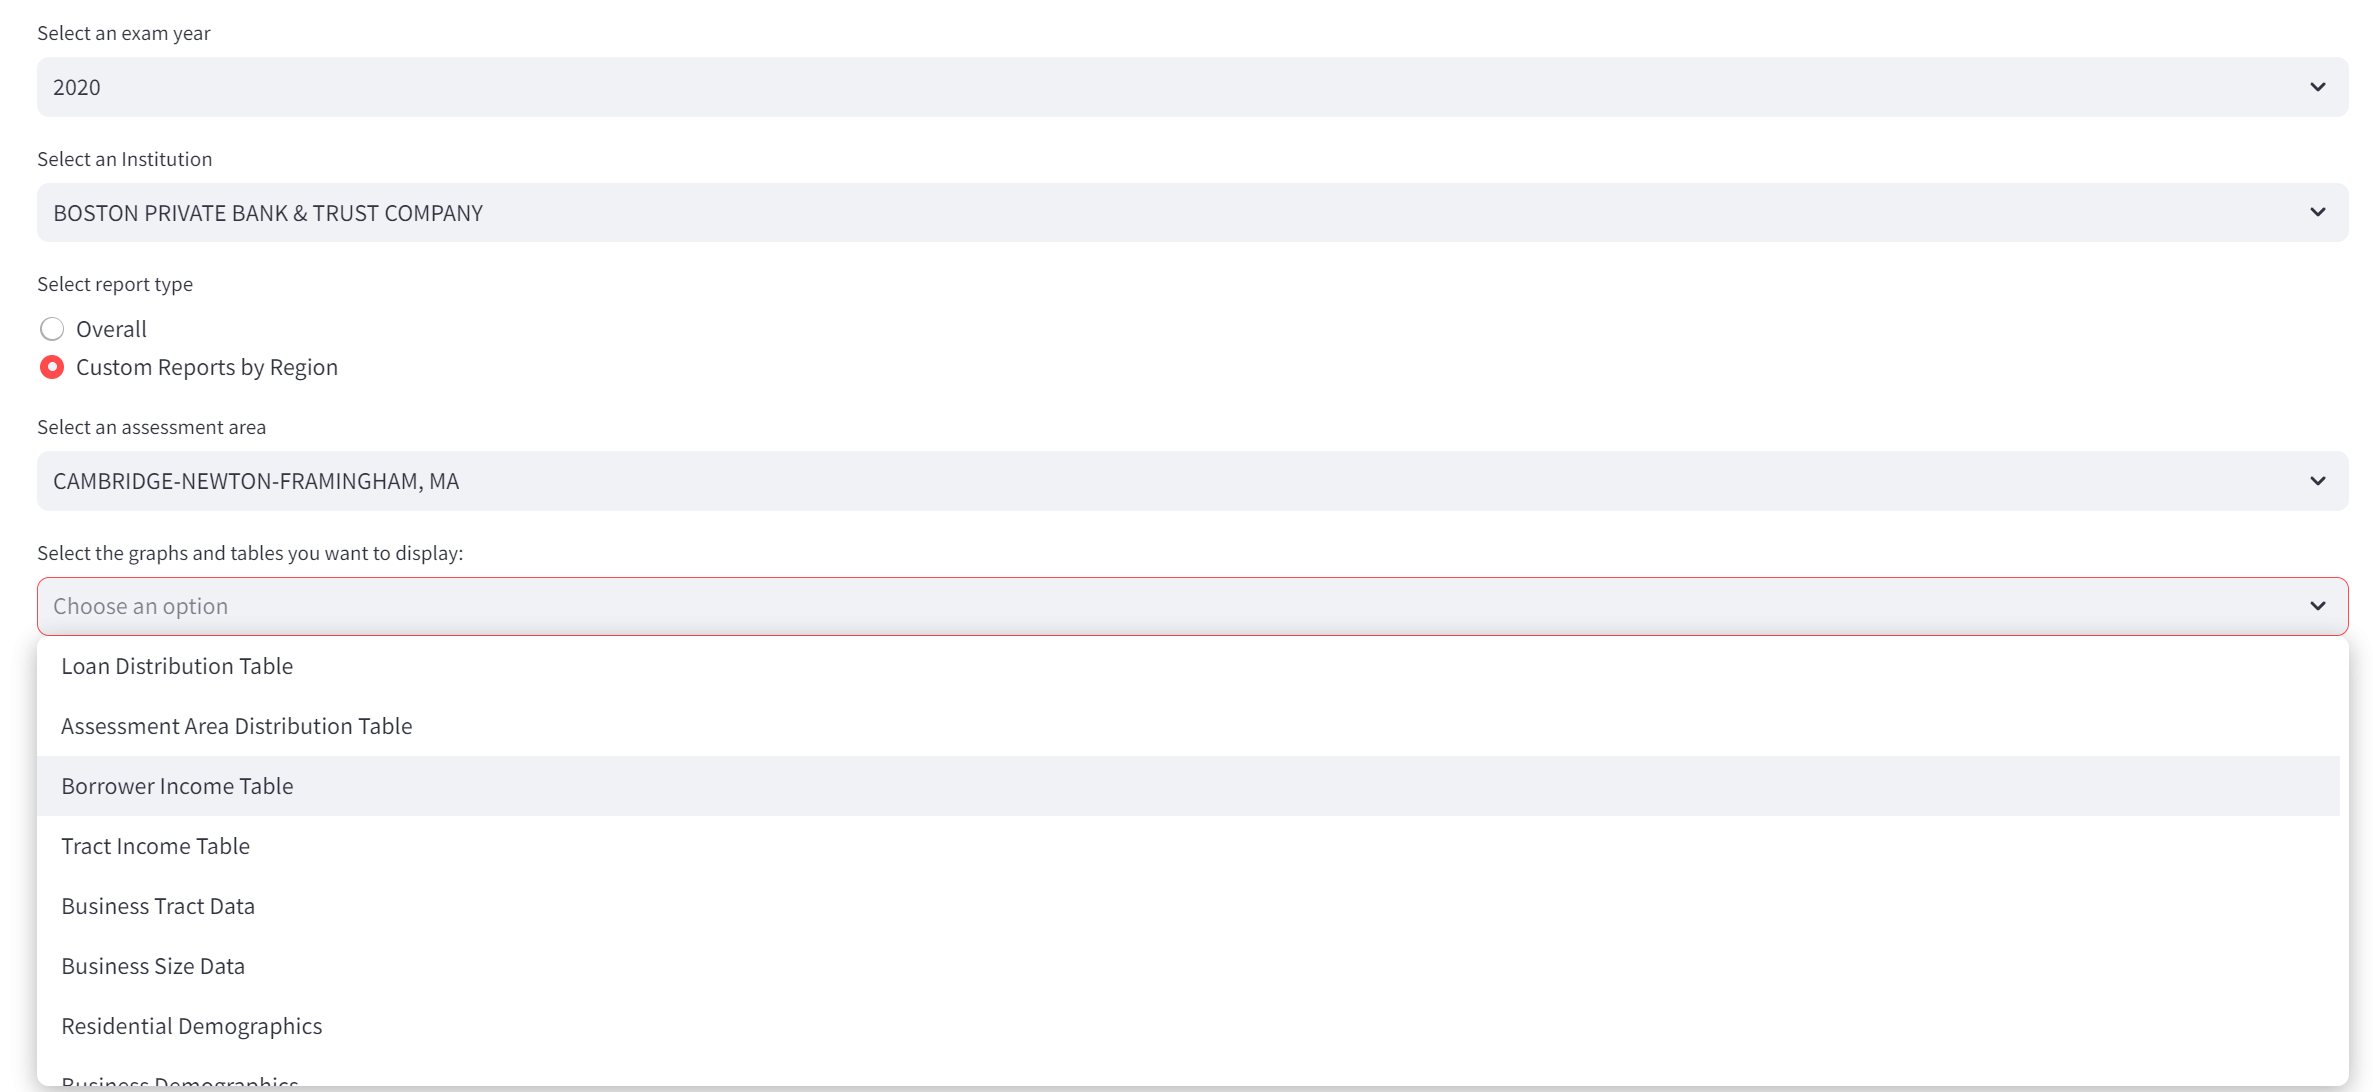 Select an exam year
2020
Select an Institution
BOSTON PRIVATE BANK & TRUST COMPANY
Select report type
Overall
Custom Reports by Region
Select an assessment area
CAMBRIDGE-NEWTON-FRAMINGHAM, MA
Select the graphs and tables you want to display:
Choose an option
Loan Distribution Table
Assessment Area Distribution Table
Borrower Income Table
Tract Income Table
Business Tract Data
Business Size Data
Residential Demographics
Business Demographics